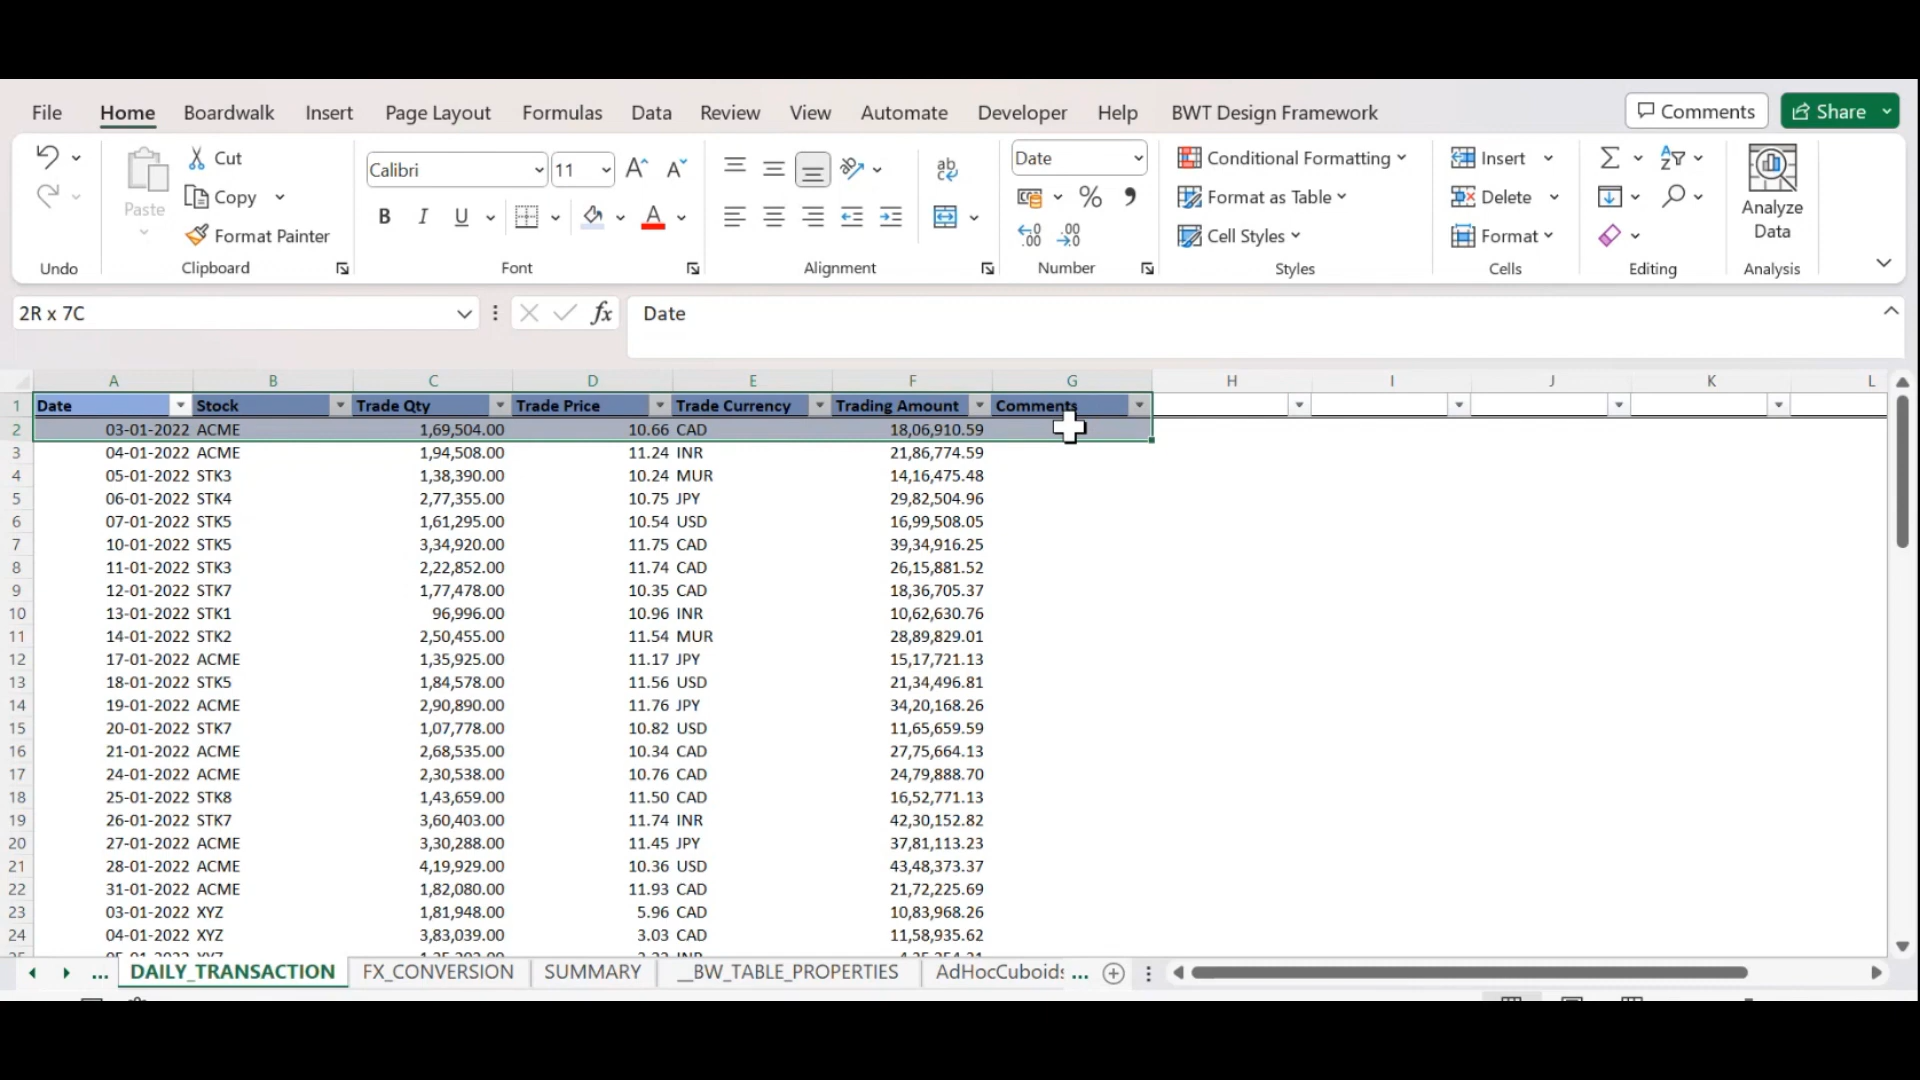 File Home Boardwalk Insert Page Layout Formulas Data Review View Automate Developer Help BWT Design Framework Comments Share
Paste Cut
Copy
Format Painter
Calibri 11
B I U A
ab
Date
% ,
Conditional Formatting
Format as Table
Cell Styles
Insert
Delete
Format
Analyze
Data
Undo Clipboard Font Alignment Number Styles Cells Editing Analysis
2R x 7C fx Date
A B C D E F G H I J K L
1 Date Stock Trade Qty Trade Price Trade Currency Trading Amount Comments
2 03-01-2022 ACME 1,69,504.00 10.66 CAD 18,06,910.59
3 04-01-2022 ACME 1,94,508.00 11.24 INR 21,86,774.59
4 05-01-2022 STK3 1,38,390.00 10.24 MUR 14,16,475.48
5 06-01-2022 STK4 2,77,355.00 10.75 JPY 29,82,504.96
6 07-01-2022 STK5 1,61,295.00 10.54 USD 16,99,508.05
7 10-01-2022 STK5 3,34,920.00 11.75 CAD 39,34,916.25
8 11-01-2022 STK3 2,22,852.00 11.74 CAD 26,15,881.52
9 12-01-2022 STK7 1,77,478.00 10.35 CAD 18,36,705.37
10 13-01-2022 STK1 96,996.00 10.96 INR 10,62,630.76
11 14-01-2022 STK2 2,50,455.00 11.54 MUR 28,89,829.01
12 17-01-2022 ACME 1,35,925.00 11.17 JPY 15,17,721.13
13 18-01-2022 STK5 1,84,578.00 11.56 USD 21,34,496.81
14 19-01-2022 ACME 2,90,890.00 11.76 JPY 34,20,168.26
15 20-01-2022 STK7 1,07,778.00 10.82 USD 11,65,659.59
16 21-01-2022 ACME 2,68,535.00 10.34 CAD 27,75,664.13
17 24-01-2022 ACME 2,30,538.00 10.76 CAD 24,79,888.70
18 25-01-2022 STK8 1,43,659.00 11.50 CAD 16,52,771.13
19 26-01-2022 STK7 3,60,403.00 11.74 INR 42,30,152.82
20 27-01-2022 ACME 3,30,288.00 11.45 JPY 37,81,113.23
21 28-01-2022 ACME 4,19,929.00 10.36 USD 43,48,373.37
22 31-01-2022 ACME 1,82,080.00 11.93 CAD 21,72,225.69
23 03-01-2022 XYZ 1,81,948.00 5.96 CAD 10,83,968.26
24 04-01-2022 XYZ 3,83,039.00 3.03 CAD 11,58,935.62
... DAILY_TRANSACTION FX_CONVERSION SUMMARY __BW_TABLE_PROPERTIES AdHocCuboids ...